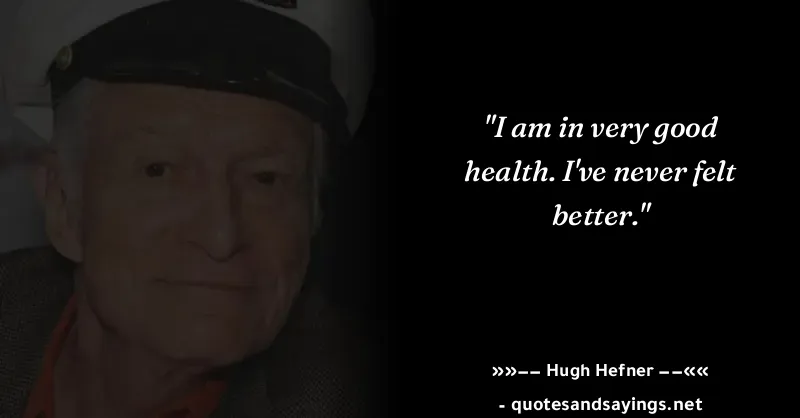 "I am in very good
health. I've never felt
better."
»»−− Hugh Hefner −−««
- quotesandsayings.net